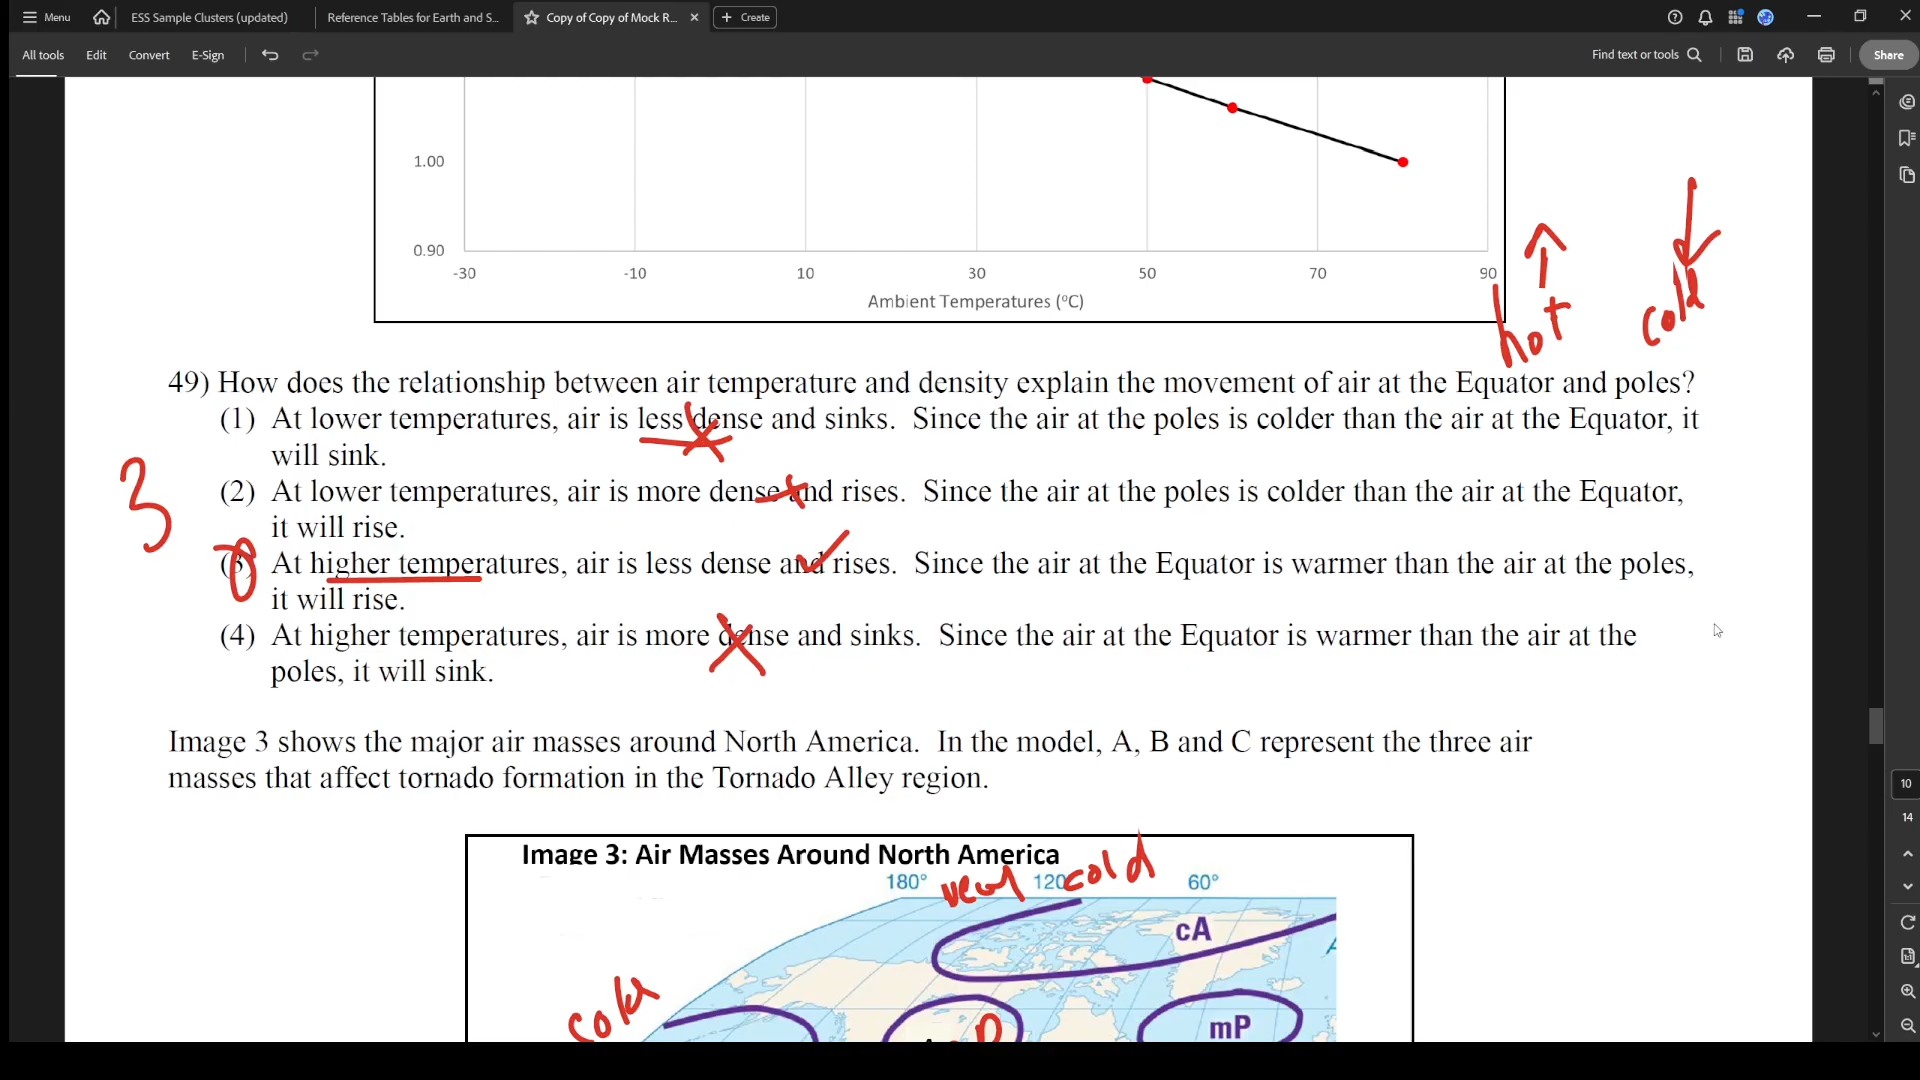 Menu
ESS Sample Clusters (updated)
Reference Tables for Earth and S...
Copy of Copy of Mock R...
Create
All tools
Edit
Convert
E-Sign
Find text or tools
Share
1.00
0.90
-30
-10
10
30
50
70
90
Ambient Temperatures (°C)
hot
cold
49) How does the relationship between air temperature and density explain the movement of air at the Equator and poles?
(1) At lower temperatures, air is less dense and sinks. Since the air at the poles is colder than the air at the Equator, it
will sink.
3
(2) At lower temperatures, air is more dense and rises. Since the air at the poles is colder than the air at the Equator,
it will rise.
(3) At higher temperatures, air is less dense and rises. Since the air at the Equator is warmer than the air at the poles,
it will rise.
(4) At higher temperatures, air is more dense and sinks. Since the air at the Equator is warmer than the air at the
poles, it will sink.
Image 3 shows the major air masses around North America. In the model, A, B and C represent the three air
masses that affect tornado formation in the Tornado Alley region.
10
14
Image 3: Air Masses Around North America
180°
120
60°
cold
cA
cold
mP